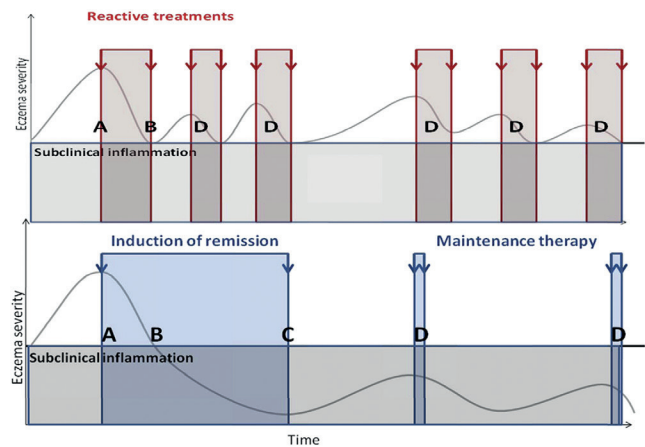 Reactive treatments
Eczema severity
A B D D D D D
Subclinical inflammation
Induction of remission Maintenance therapy
Eczema severity
A B C D D
Subclinical inflammation
Time